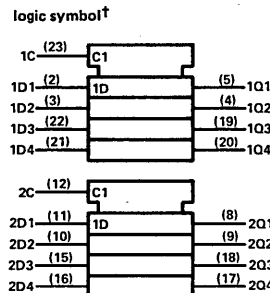 logic symbol†
1C (23) C1
1D1 (2) 1D (5) 1Q1
1D2 (3) (4) 1Q2
1D3 (22) (19) 1Q3
1D4 (21) (20) 1Q4
2C (12) C1
2D1 (11) 1D (8) 2Q1
2D2 (10) (9) 2Q2
2D3 (15) (18) 2Q3
2D4 (16) (17) 2Q4